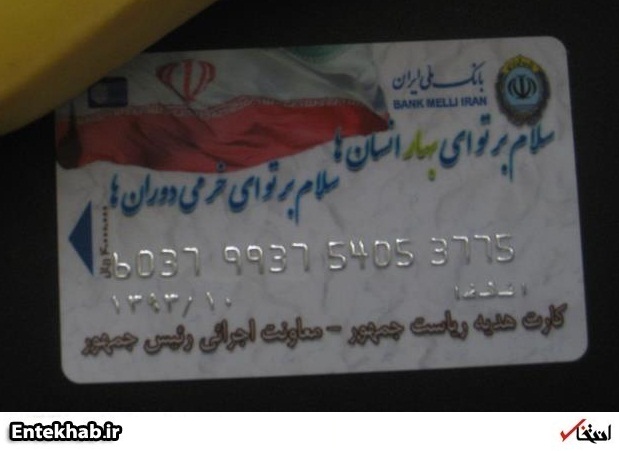 بانک ملی ایران
BANK MELLI IRAN
سلام بر تو ای بهار انسان ها
سلام بر تو ای خرمی دوران ها
6037 9937 5405 3775
۱۳۹۳/۱۰
انقضا
کارت هدیه ریاست جمهور - معاونت اجرائی رئیس جمهور
Entekhab.ir
انتخاب